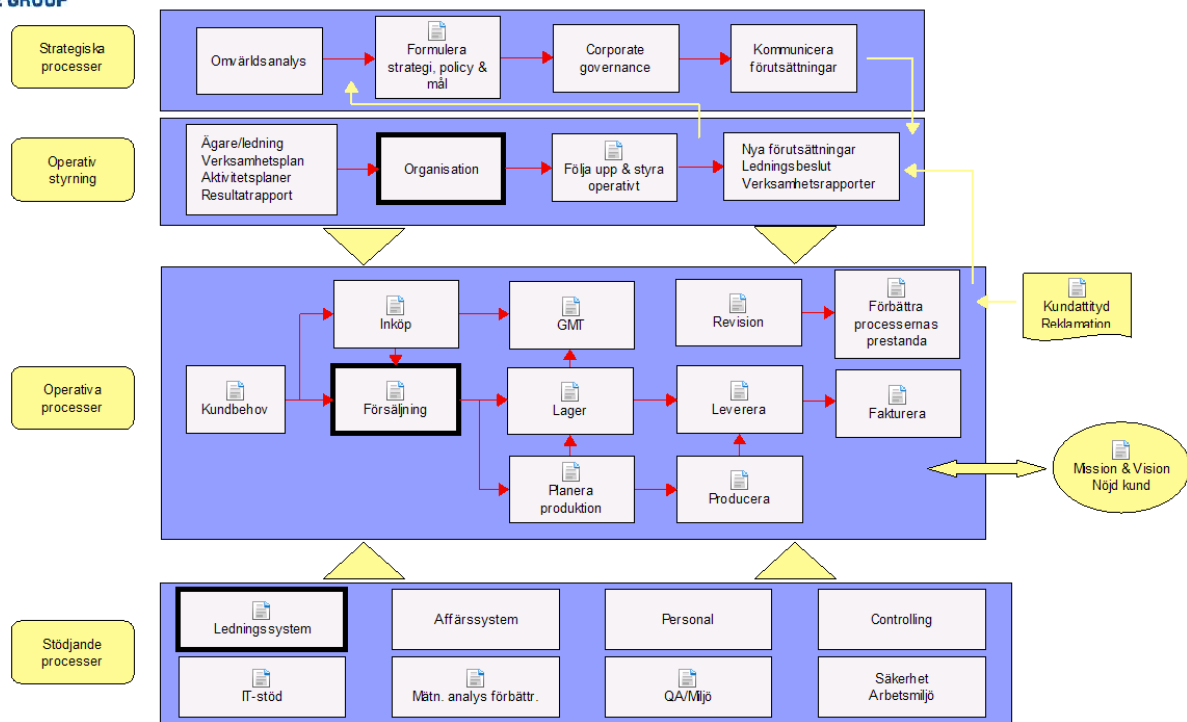 GROUP
Strategiska
processer
Omvärldsanalys
Formulera
strategi, policy &
mål
Corporate
governance
Kommunicera
förutsättningar
Operativ
styrning
Ägare/ledning
Verksamhetsplan
Aktivitetsplaner
Resultatrapport
Organisation
Följa upp & styra
operativt
Nya förutsättningar
Ledningsbeslut
Verksamhetsrapporter
Operativa
processer
Inköp
GMT
Revision
Förbättra
processernas
prestanda
Kundattityd
Reklamation
Kundbehov
Försäljning
Lager
Leverera
Fakturera
Planera
produktion
Producera
Mission & Vision
Nöjd kund
Stödjande
processer
Ledningssystem
Affärssystem
Personal
Controlling
IT-stöd
Mätn. analys förbättr.
QA/Miljö
Säkerhet
Arbetsmiljö